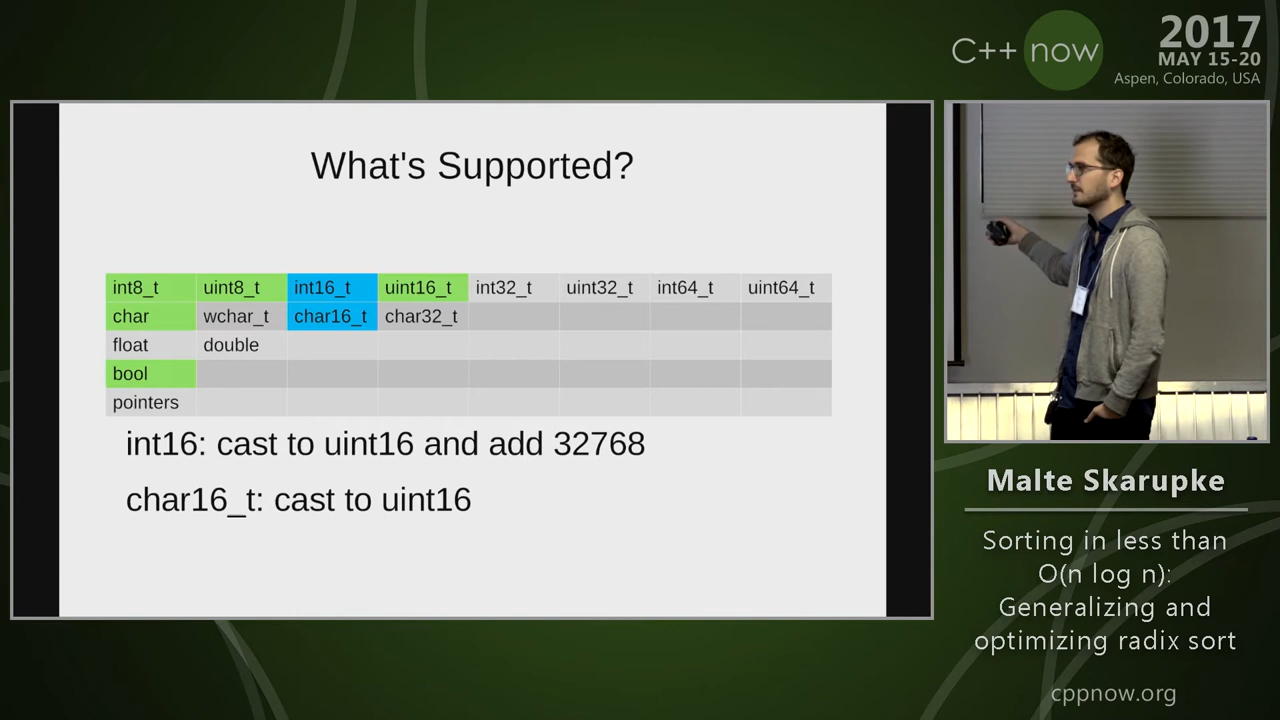 C++ now
2017
MAY 15-20
Aspen, Colorado, USA
What's Supported?
int8_t uint8_t int16_t uint16_t int32_t uint32_t int64_t uint64_t
char wchar_t char16_t char32_t
float double
bool
pointers
int16: cast to uint16 and add 32768
char16_t: cast to uint16
Malte Skarupke
Sorting in less than
O(n log n):
Generalizing and
optimizing radix sort
cppnow.org